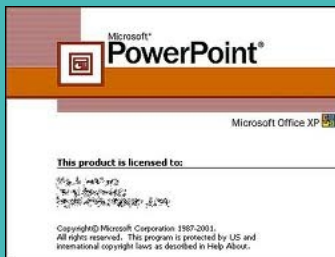 Microsoft®
PowerPoint®
Microsoft Office XP
This product is licensed to:
Copyright© Microsoft Corporation 1987-2001.
All rights reserved. This program is protected by US and
international copyright laws as described in Help About.